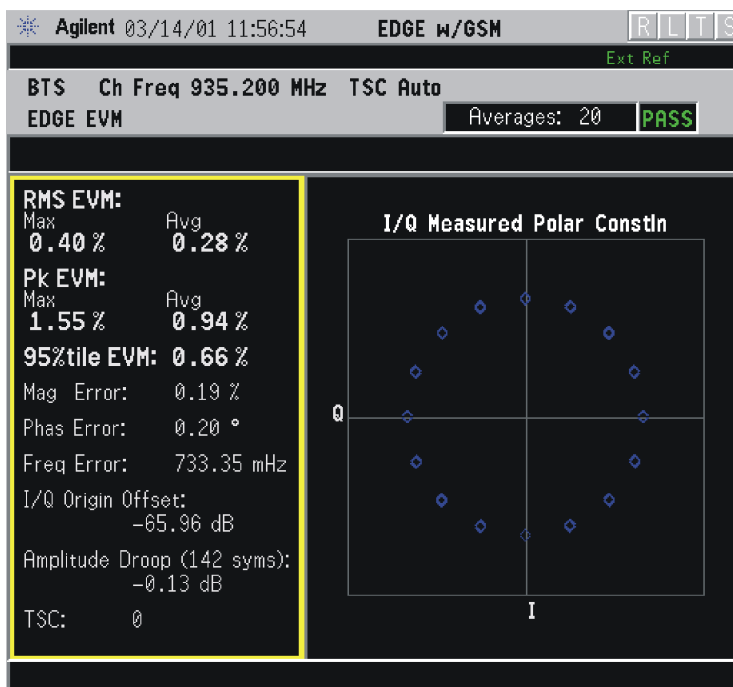 Agilent 03/14/01 11:56:54 EDGE w/GSM R L T S
Ext Ref
BTS Ch Freq 935.200 MHz TSC Auto
EDGE EVM Averages: 20 PASS
RMS EVM:
Max Avg
0.40 % 0.28 %
Pk EVM:
Max Avg
1.55 % 0.94 %
95%tile EVM: 0.66 %
Mag Error: 0.19 %
Phas Error: 0.20 °
Freq Error: 733.35 mHz
I/Q Origin Offset:
-65.96 dB
Amplitude Droop (142 syms):
-0.13 dB
TSC: 0
I/Q Measured Polar Constln
Q
I